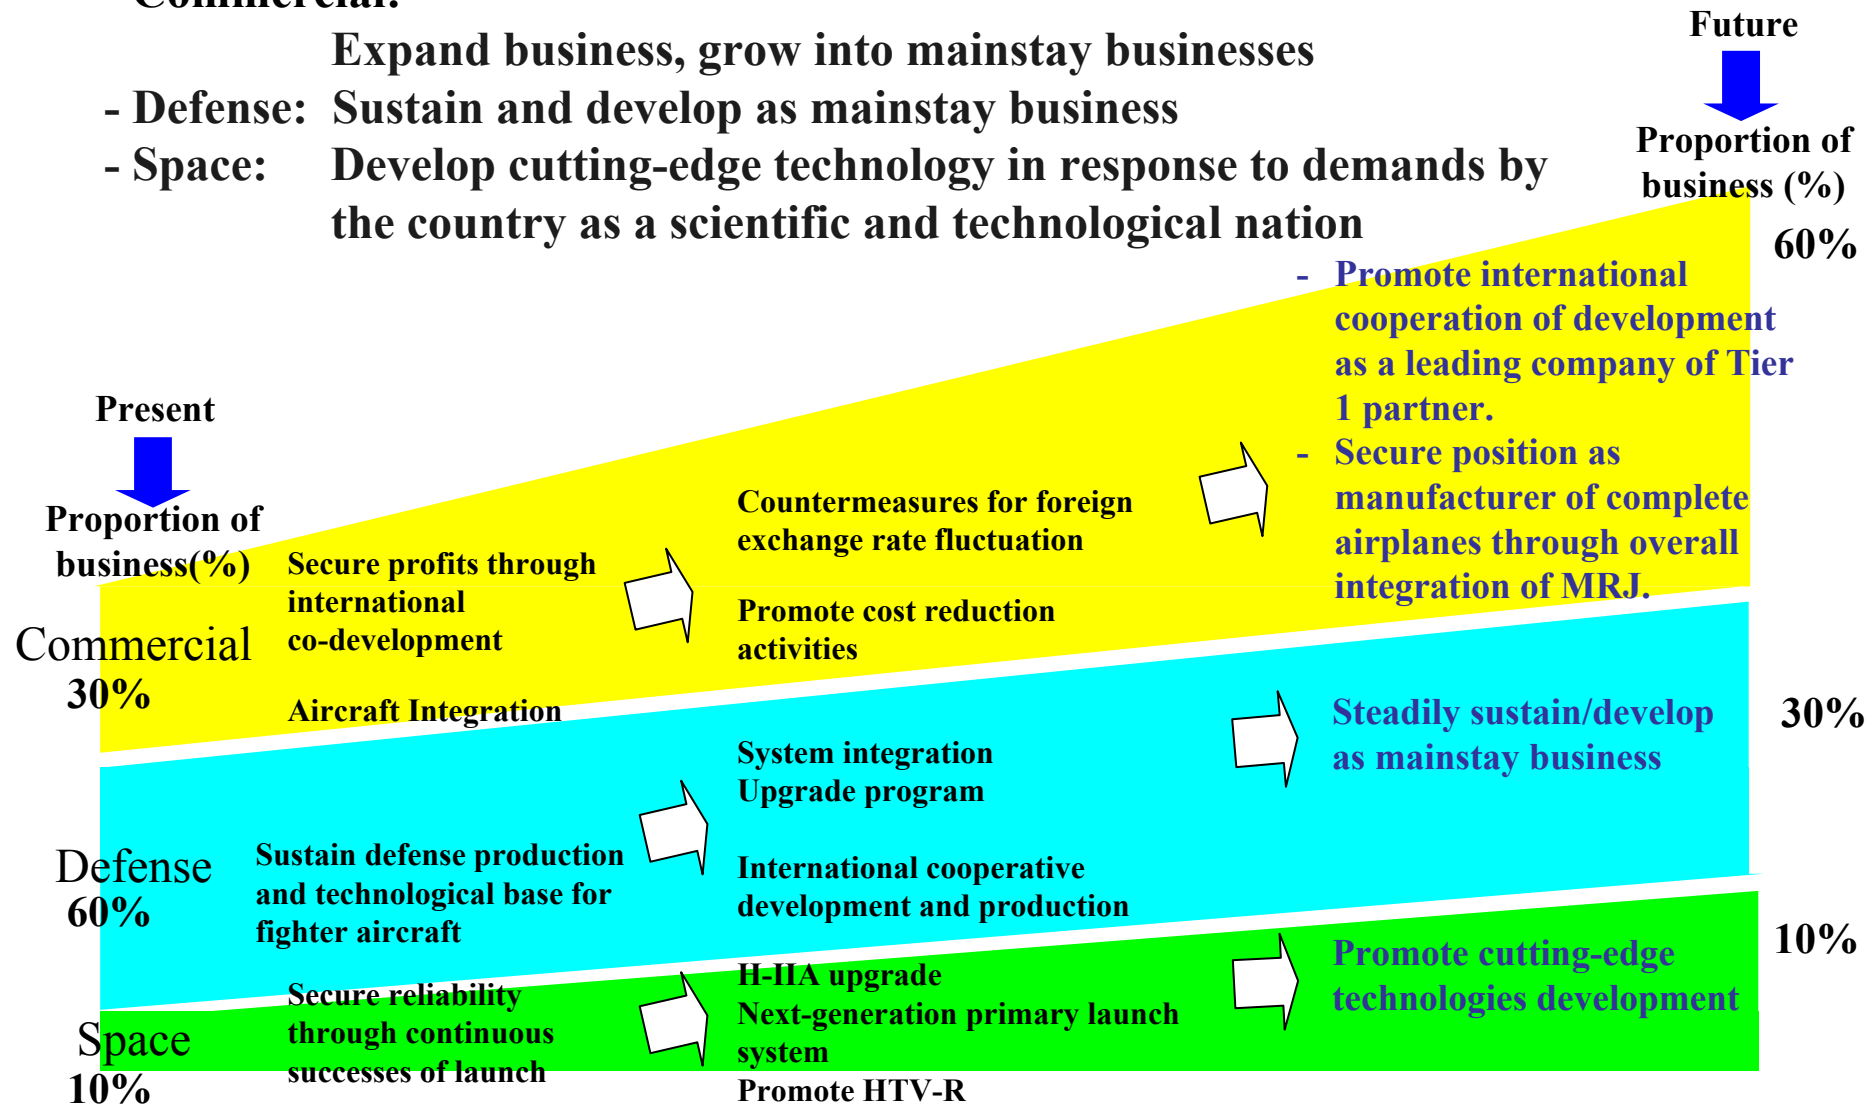 Commercial:
Expand business, grow into mainstay businesses
- Defense: Sustain and develop as mainstay business
- Space: Develop cutting-edge technology in response to demands by
the country as a scientific and technological nation
Future
Proportion of
business (%)
60%
- Promote international
cooperation of development
as a leading company of Tier
1 partner.
- Secure position as
manufacturer of complete
airplanes through overall
integration of MRJ.
Present
Proportion of
business(%)
Commercial
30%
Secure profits through
international
co-development
Aircraft Integration
Countermeasures for foreign
exchange rate fluctuation
Promote cost reduction
activities
Defense
60%
Sustain defense production
and technological base for
fighter aircraft
System integration
Upgrade program
International cooperative
development and production
Steadily sustain/develop
as mainstay business
30%
Space
10%
Secure reliability
through continuous
successes of launch
H-IIA upgrade
Next-generation primary launch
system
Promote HTV-R
Promote cutting-edge
technologies development
10%